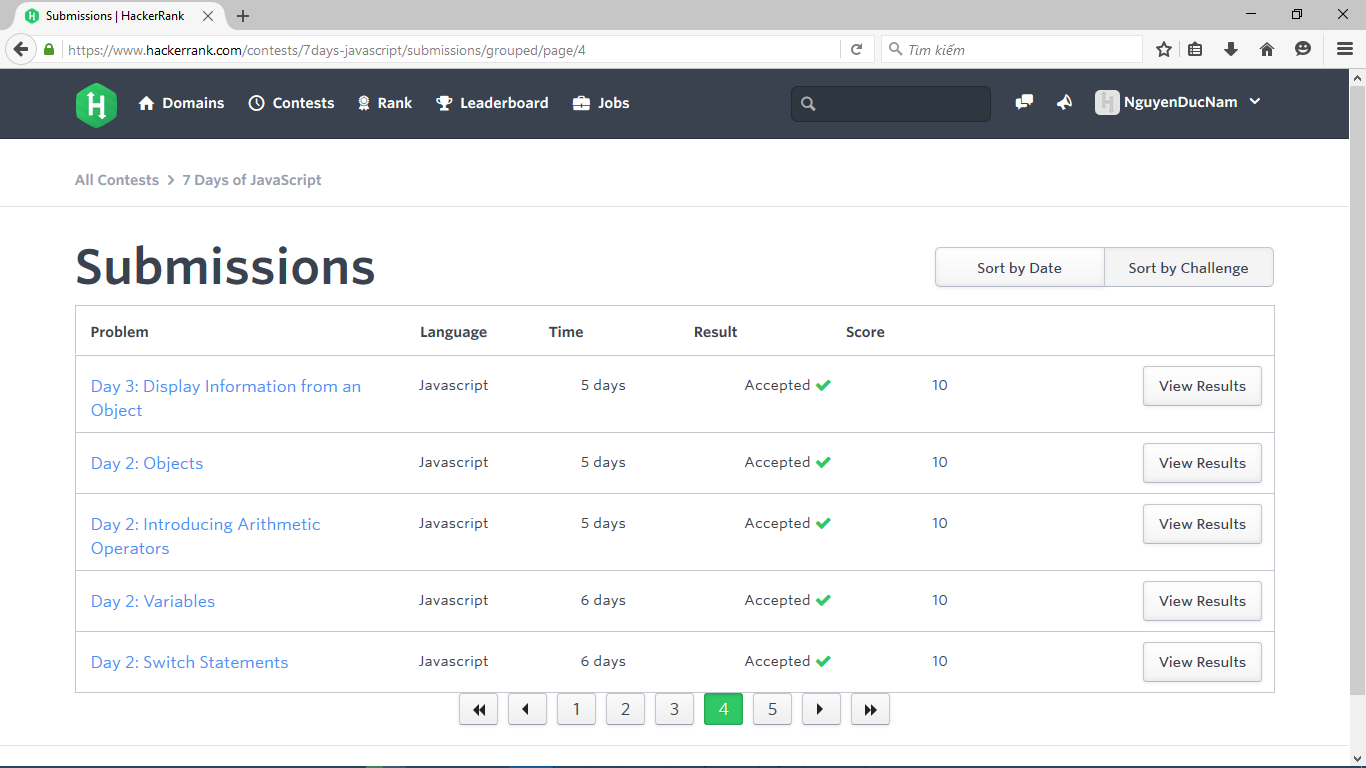 Submissions | HackerRank
https://www.hackerrank.com/contests/7days-javascript/submissions/grouped/page/4
Tìm kiếm
H Domains Contests Rank Leaderboard Jobs H NguyenDucNam
All Contests > 7 Days of JavaScript
Submissions
Sort by Date Sort by Challenge
Problem Language Time Result Score
Day 3: Display Information from an Javascript 5 days Accepted 10 View Results
Object
Day 2: Objects Javascript 5 days Accepted 10 View Results
Day 2: Introducing Arithmetic Javascript 5 days Accepted 10 View Results
Operators
Day 2: Variables Javascript 6 days Accepted 10 View Results
Day 2: Switch Statements Javascript 6 days Accepted 10 View Results
1 2 3 4 5